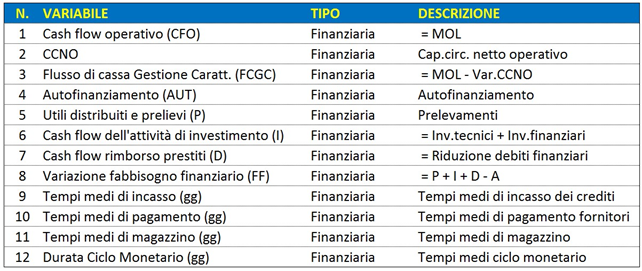 N. VARIABILE TIPO DESCRIZIONE
1 Cash flow operativo (CFO) Finanziaria = MOL
2 CCNO Finanziaria Cap.circ. netto operativo
3 Flusso di cassa Gestione Caratt. (FCGC) Finanziaria = MOL - Var.CCNO
4 Autofinanziamento (AUT) Finanziaria Autofinanziamento
5 Utili distribuiti e prelievi (P) Finanziaria Prelevamenti
6 Cash flow dell'attività di investimento (I) Finanziaria = Inv.tecnici + Inv.finanziari
7 Cash flow rimborso prestiti (D) Finanziaria = Riduzione debiti finanziari
8 Variazione fabbisogno finanziario (FF) Finanziaria = P + I + D - A
9 Tempi medi di incasso (gg) Finanziaria Tempi medi di incasso dei crediti
10 Tempi medi di pagamento (gg) Finanziaria Tempi medi di pagamento fornitori
11 Tempi medi di magazzino (gg) Finanziaria Tempi medi di magazzino
12 Durata Ciclo Monetario (gg) Finanziaria Tempi medi ciclo monetario